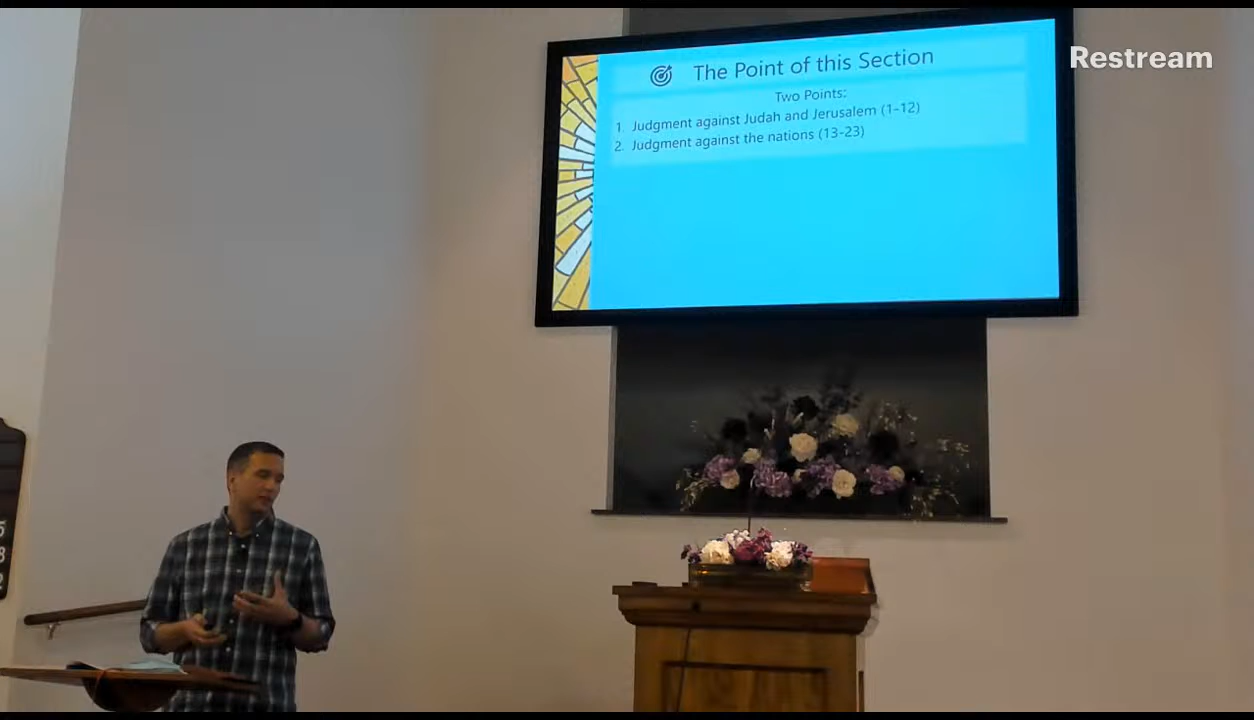 The Point of this Section
Two Points:
1. Judgment against Judah and Jerusalem (1-12)
2. Judgment against the nations (13-23)
Restream